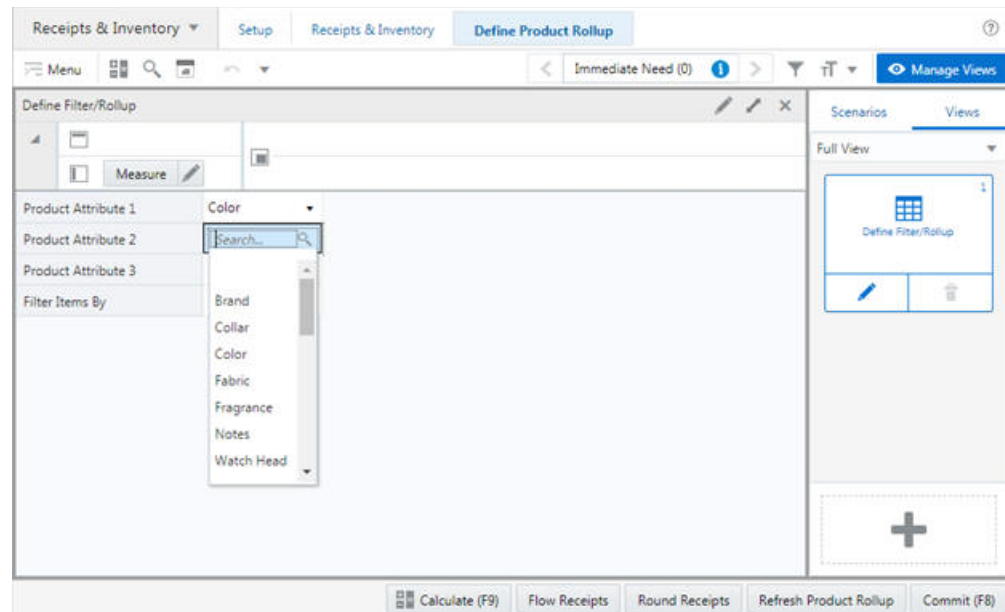 Receipts & Inventory Setup Receipts & Inventory Define Product Rollup ?
Menu Immediate Need (0) i Manage Views
Define Filter/Rollup
Scenarios Views
Full View
Measure
1
Define Filter/Rollup
Product Attribute 1 Color
Product Attribute 2 Search...
Product Attribute 3
Filter Items By
Brand
Collar
Color
Fabric
Fragrance
Notes
Watch Head
Calculate (F9) Flow Receipts Round Receipts Refresh Product Rollup Commit (F8)